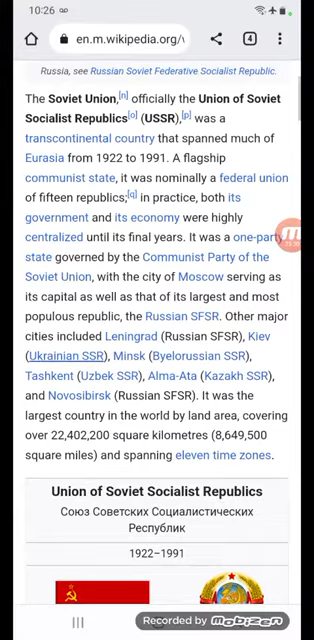 10:26
en.m.wikipedia.org/v
4
Russia, see Russian Soviet Federative Socialist Republic.
The Soviet Union,[n] officially the Union of Soviet
Socialist Republics[o] (USSR),[p] was a
transcontinental country that spanned much of
Eurasia from 1922 to 1991. A flagship
communist state, it was nominally a federal union
of fifteen republics;[q] in practice, both its
government and its economy were highly
centralized until its final years. It was a one-party
state governed by the Communist Party of the
Soviet Union, with the city of Moscow serving as
its capital as well as that of its largest and most
populous republic, the Russian SFSR. Other major
cities included Leningrad (Russian SFSR), Kiev
(Ukrainian SSR), Minsk (Byelorussian SSR),
Tashkent (Uzbek SSR), Alma-Ata (Kazakh SSR),
and Novosibirsk (Russian SFSR). It was the
largest country in the world by land area, covering
over 22,402,200 square kilometres (8,649,500
square miles) and spanning eleven time zones.
Union of Soviet Socialist Republics
Союз Советских Социалистических
Республик
1922–1991
Recorded by mobizen